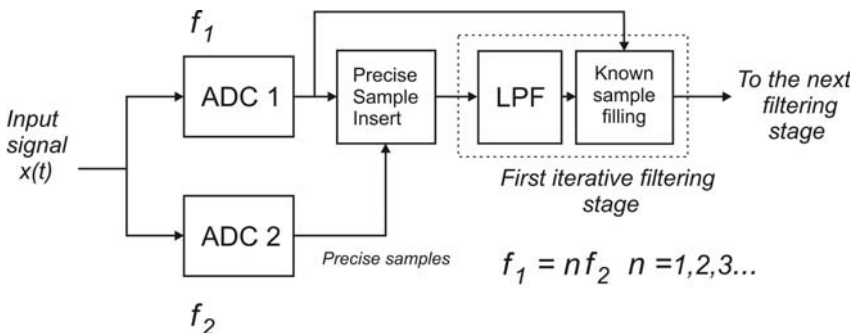 f1
ADC 1
Precise
Sample
Insert
LPF
Known
sample
filling
To the next
filtering
stage
Input
signal
x(t)
First iterative filtering
stage
ADC 2
Precise samples
f1 = nf2 n =1,2,3...
f2